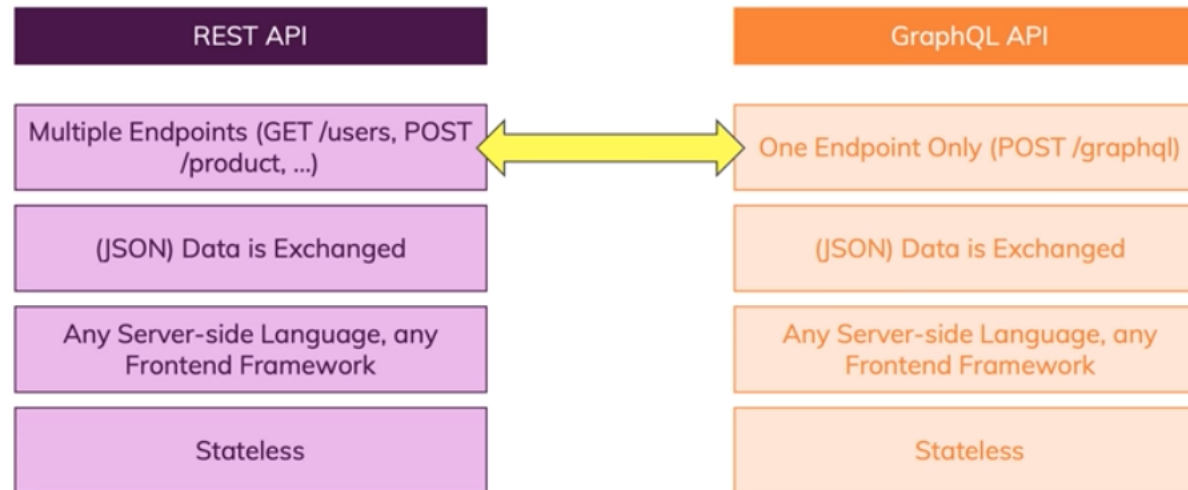 REST API
GraphQL API
Multiple Endpoints (GET /users, POST
/product, ...)
One Endpoint Only (POST /graphql)
(JSON) Data is Exchanged
(JSON) Data is Exchanged
Any Server-side Language, any
Frontend Framework
Any Server-side Language, any
Frontend Framework
Stateless
Stateless